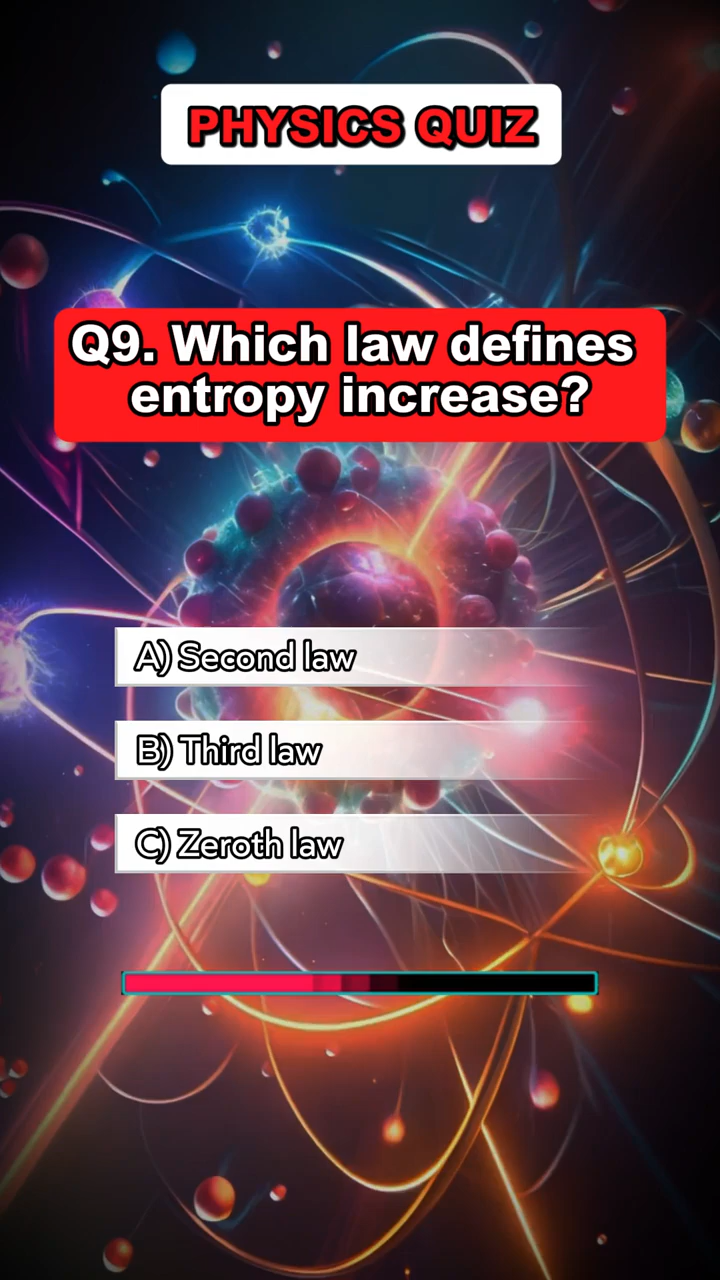 PHYSICS QUIZ
Q9. Which law defines
entropy increase?
A) Second law
B) Third law
C) Zeroth law